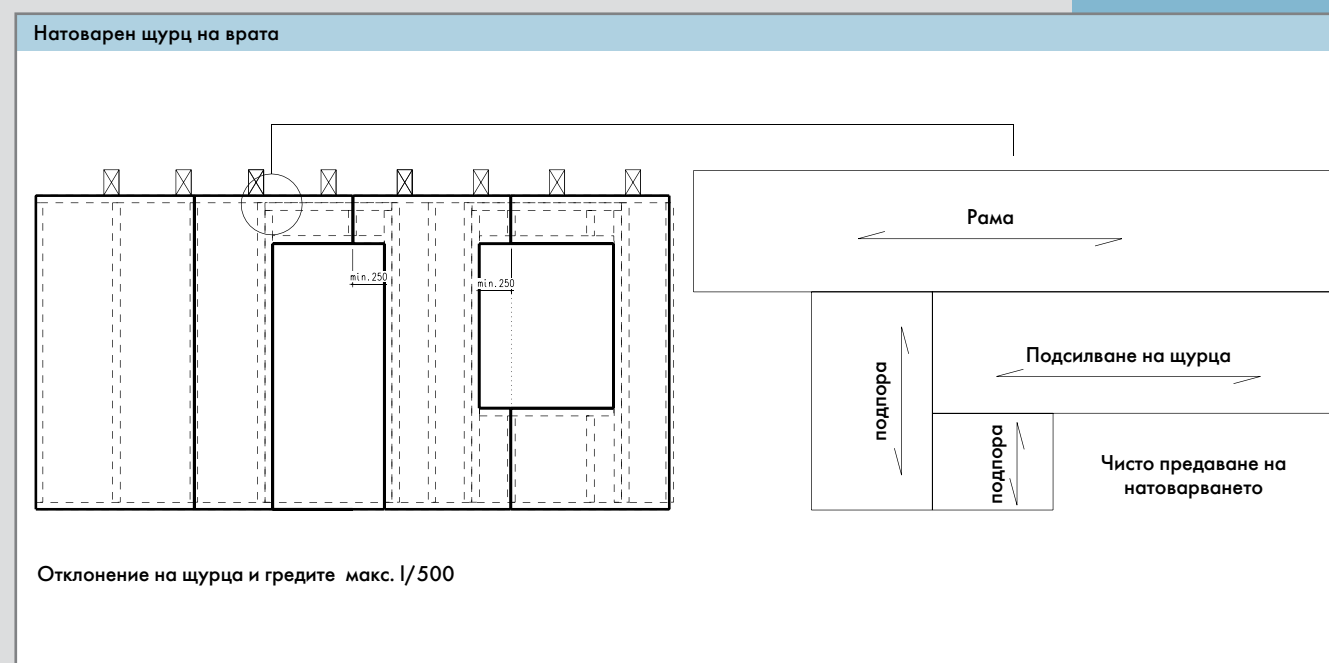 Натоварен щурц на врата
Рама
min.250
min.250
подпора
Подсилване на щурца
подпора
Чисто предаване на
натоварването
Отклонение на щурца и гредите макс. l/500